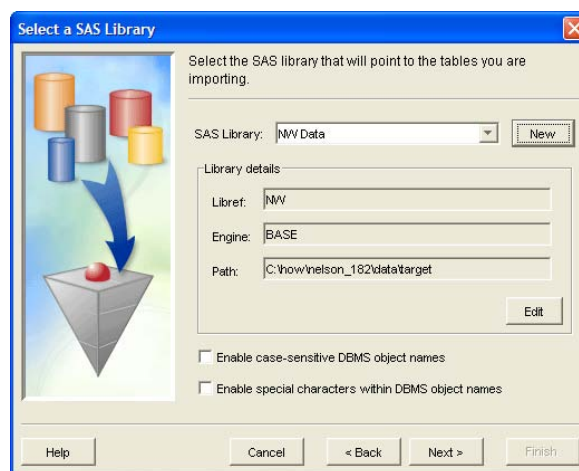 Select a SAS Library
Select the SAS library that will point to the tables you are
importing.
SAS Library: NW Data New
Library details
Libref: NW
Engine: BASE
Path: C:\how\nelson_182\data\target
Edit
Enable case-sensitive DBMS object names
Enable special characters within DBMS object names
Help Cancel < Back Next > Finish